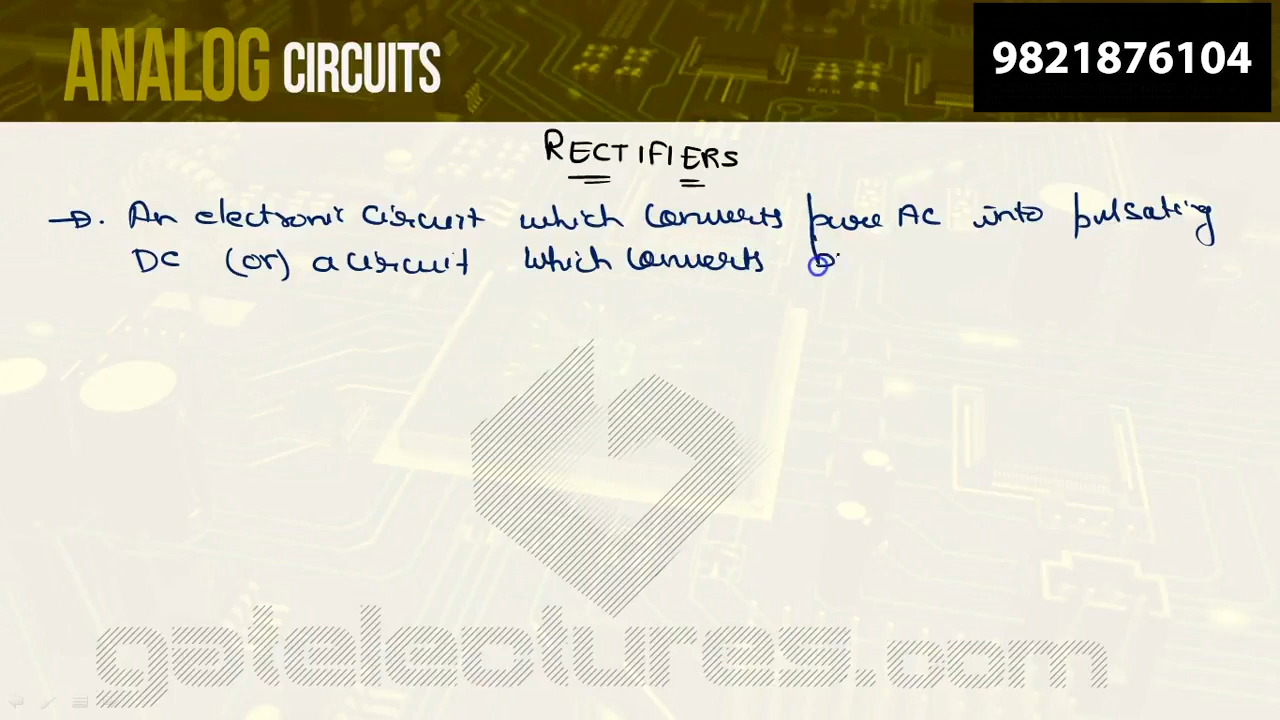 ANALOG CIRCUITS
9821876104
RECTIFIERS
→ . An electronic circuit which converts pure AC into pulsating
DC (or) a circuit which converts
gatelectures.com